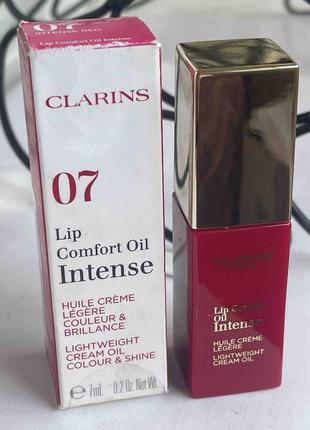 07
INTENSE RED
Lip Comfort Oil Intense
CLARINS
07
Lip
Comfort Oil
Intense
HUILE CRÈME
LÉGÈRE
COULEUR &
BRILLANCE
LIGHTWEIGHT
CREAM OIL
COLOUR & SHINE
e 7mL 0.2 Oz. Net Wt.
CLARINS
Lip Comfort
Oil
Intense
HUILE CRÈME
LÉGÈRE
LIGHTWEIGHT
CREAM OIL